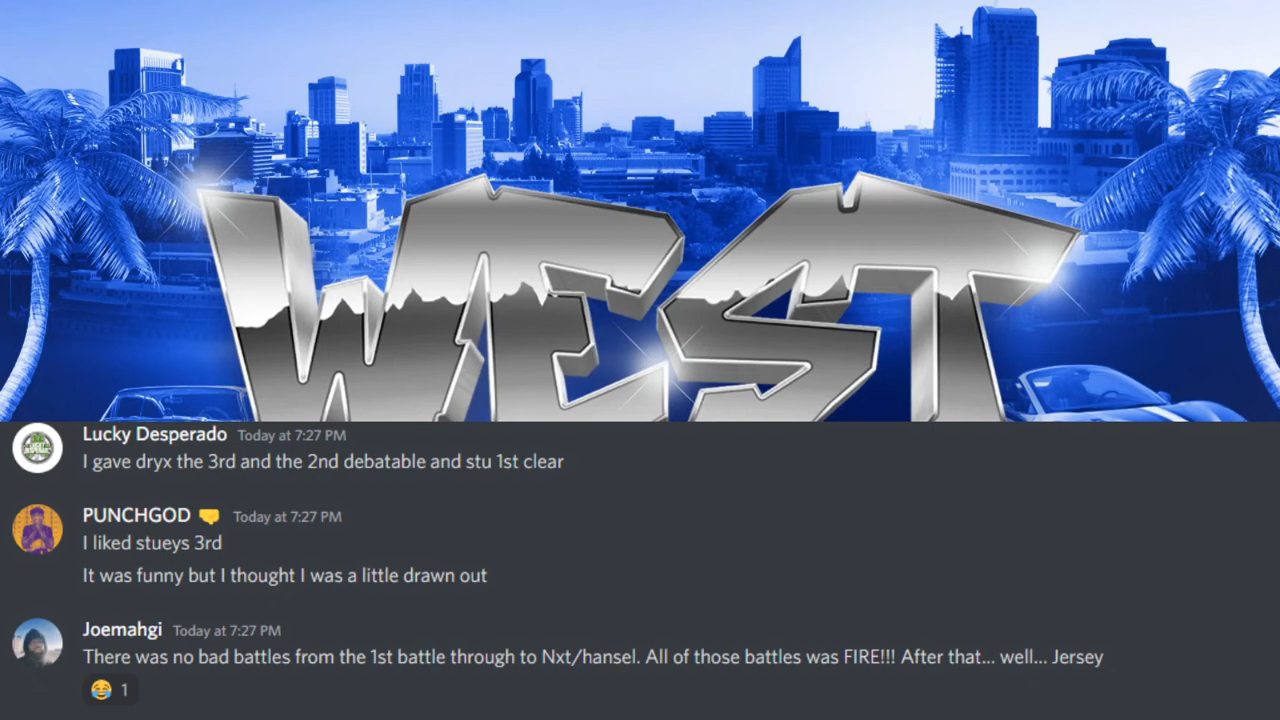 WEST
Lucky Desperado Today at 7:27 PM
I gave dryx the 3rd and the 2nd debatable and stu 1st clear
PUNCHGOD 🤜 Today at 7:27 PM
I liked stueys 3rd
It was funny but I thought I was a little drawn out
Joemahgi Today at 7:27 PM
There was no bad battles from the 1st battle through to Nxt/hansel. All of those battles was FIRE!!! After that... well... Jersey
😂 1